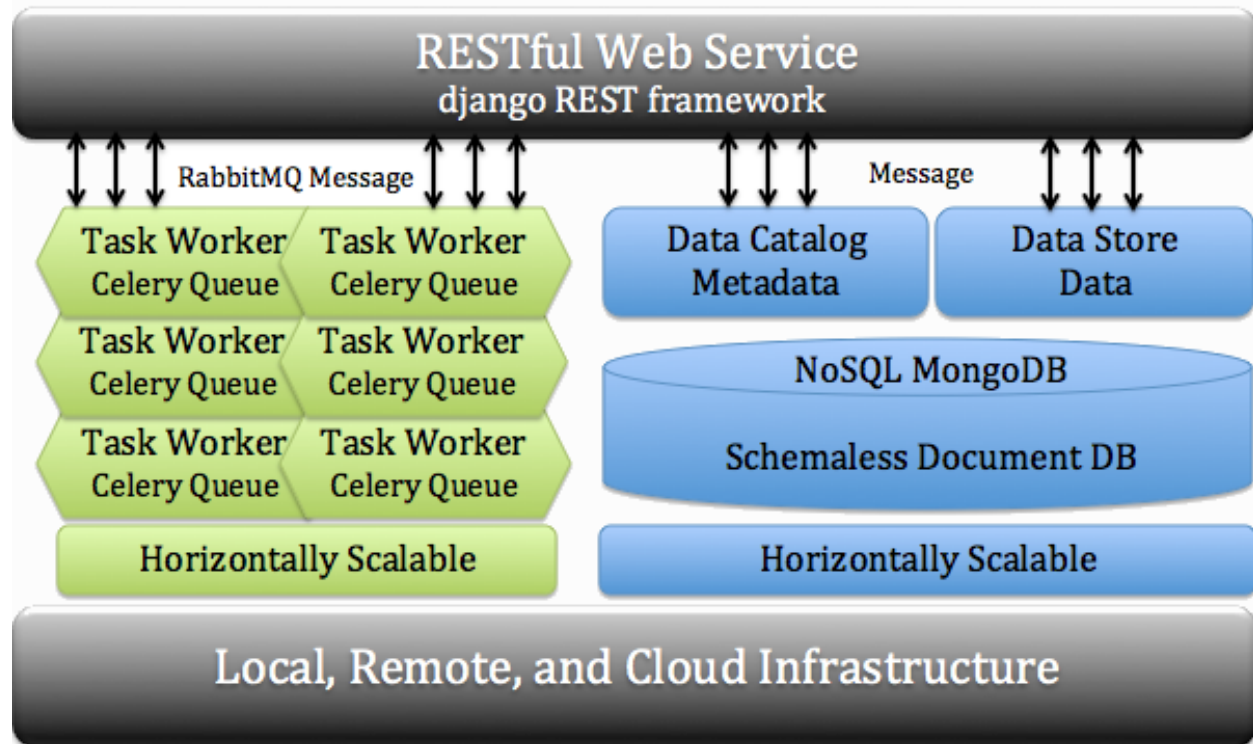 RESTful Web Service
django REST framework
RabbitMQ Message
Message
Task Worker
Celery Queue
Task Worker
Celery Queue
Data Catalog
Metadata
Data Store
Data
Task Worker
Celery Queue
Task Worker
Celery Queue
NoSQL MongoDB
Schemaless Document DB
Task Worker
Celery Queue
Task Worker
Celery Queue
Horizontally Scalable
Horizontally Scalable
Local, Remote, and Cloud Infrastructure